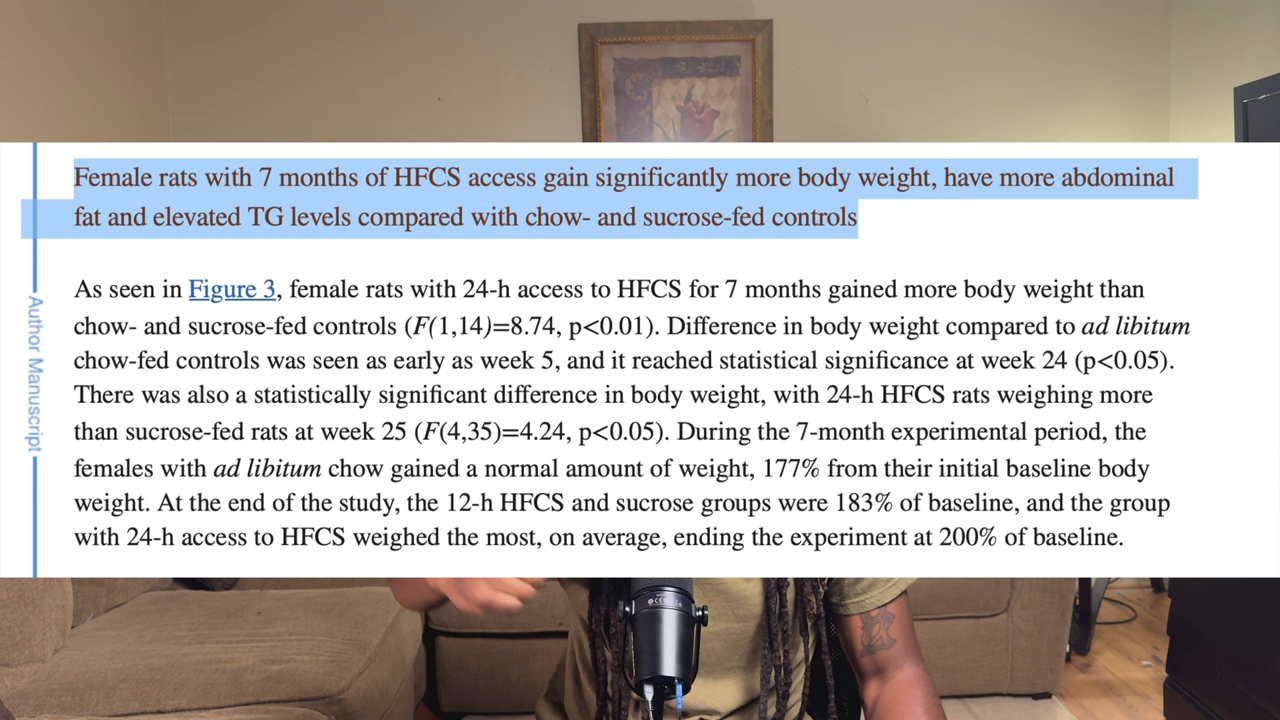 Female rats with 7 months of HFCS access gain significantly more body weight, have more abdominal
fat and elevated TG levels compared with chow- and sucrose-fed controls
As seen in Figure 3, female rats with 24-h access to HFCS for 7 months gained more body weight than
chow- and sucrose-fed controls (F(1,14)=8.74, p<0.01). Difference in body weight compared to ad libitum
chow-fed controls was seen as early as week 5, and it reached statistical significance at week 24 (p<0.05).
There was also a statistically significant difference in body weight, with 24-h HFCS rats weighing more
than sucrose-fed rats at week 25 (F(4,35)=4.24, p<0.05). During the 7-month experimental period, the
females with ad libitum chow gained a normal amount of weight, 177% from their initial baseline body
weight. At the end of the study, the 12-h HFCS and sucrose groups were 183% of baseline, and the group
with 24-h access to HFCS weighed the most, on average, ending the experiment at 200% of baseline.
Author Manuscript